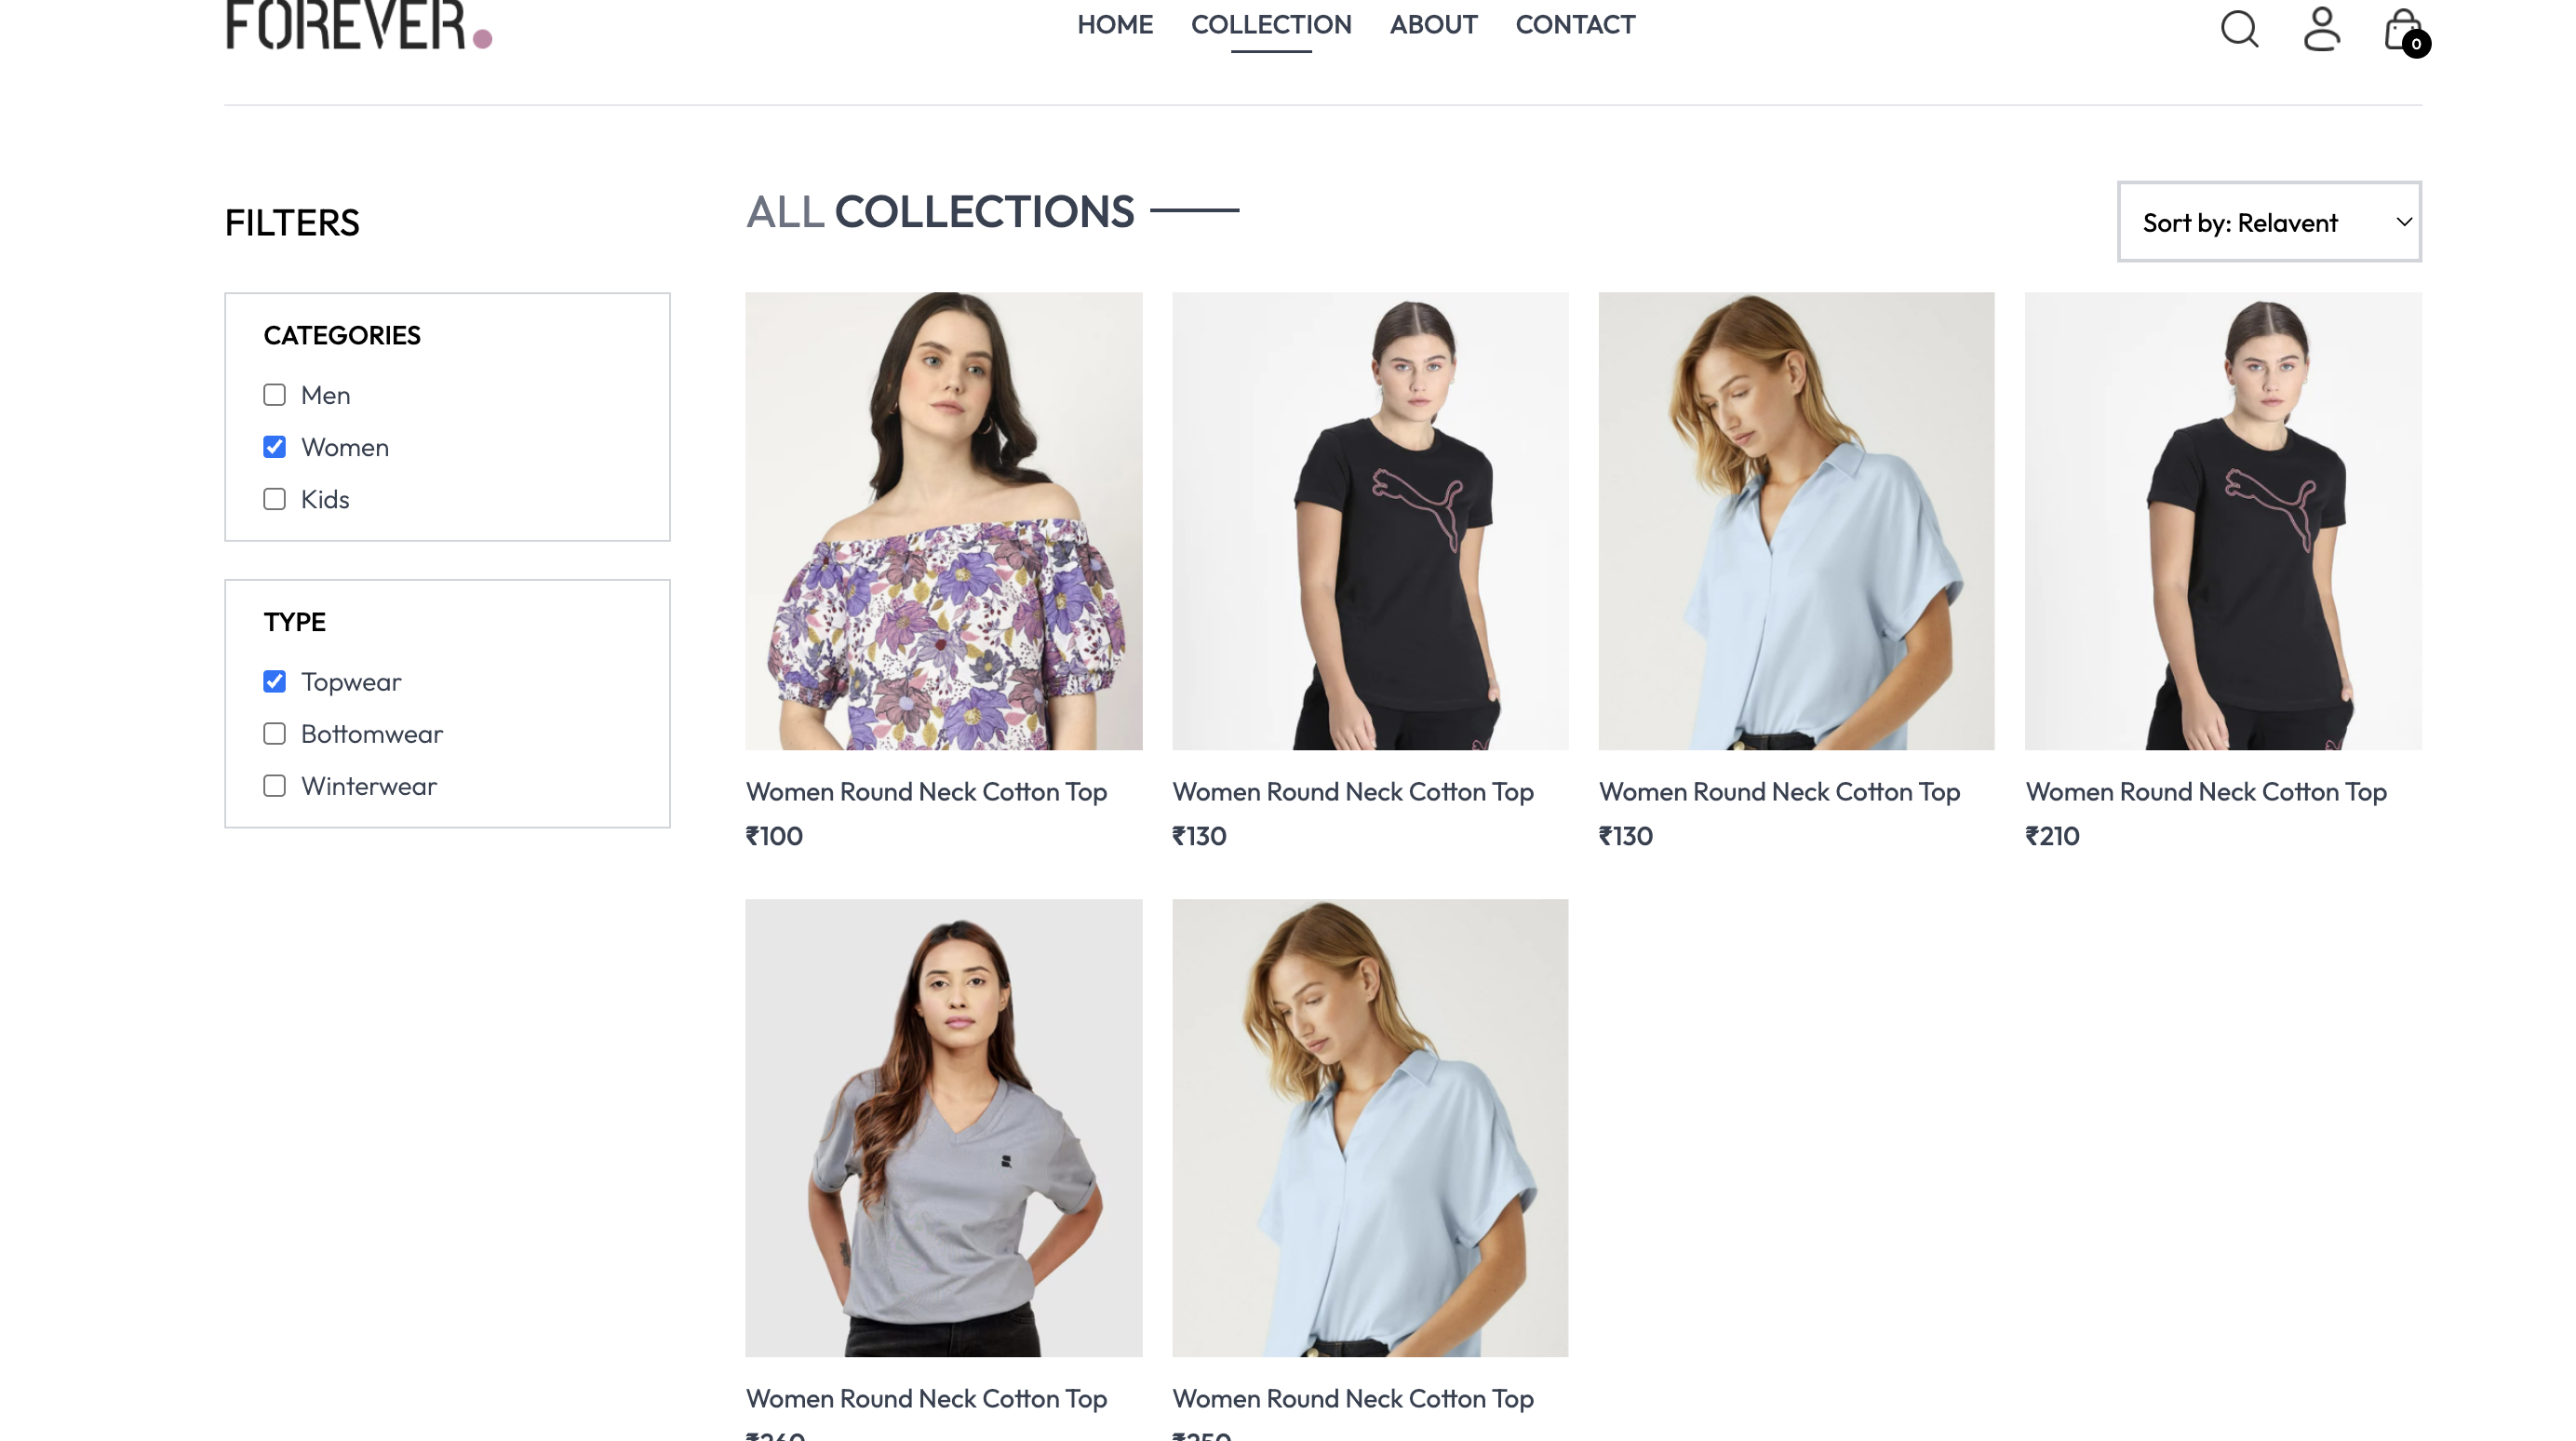 FOREVER.
HOME COLLECTION ABOUT CONTACT
0
FILTERS
ALL COLLECTIONS
Sort by: Relavent
CATEGORIES
Men
Women
Kids
TYPE
Topwear
Bottomwear
Winterwear
Women Round Neck Cotton Top
₹100
Women Round Neck Cotton Top
₹130
Women Round Neck Cotton Top
₹130
Women Round Neck Cotton Top
₹210
Women Round Neck Cotton Top
Women Round Neck Cotton Top